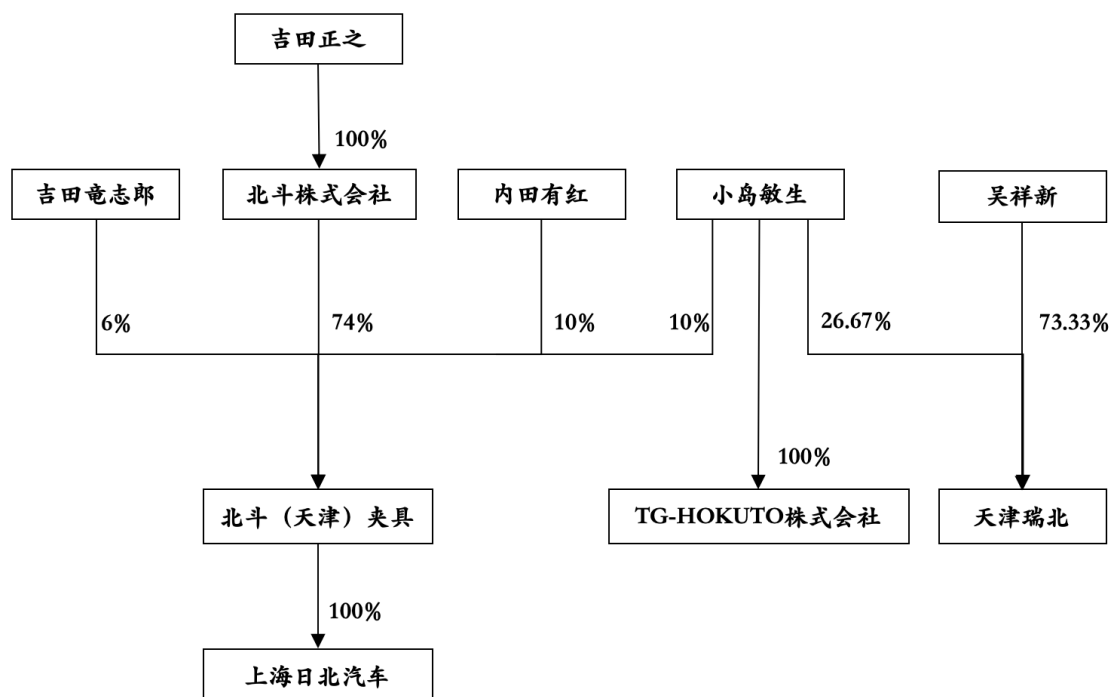 吉田正之
100%
吉田竜志郎
北斗株式会社
内田有红
小岛敏生
吴祥新
6%
74%
10%
10%
26.67%
73.33%
100%
北斗（天津）夹具
TG-HOKUTO株式会社
天津瑞北
100%
上海日北汽车